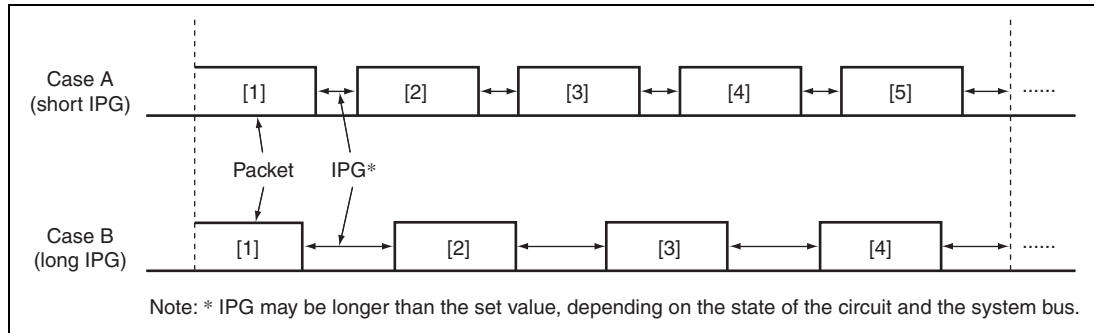 Case A
(short IPG)
[1] [2] [3] [4] [5] ......
Packet IPG*
Case B
(long IPG)
[1] [2] [3] [4] ......
Note: * IPG may be longer than the set value, depending on the state of the circuit and the system bus.